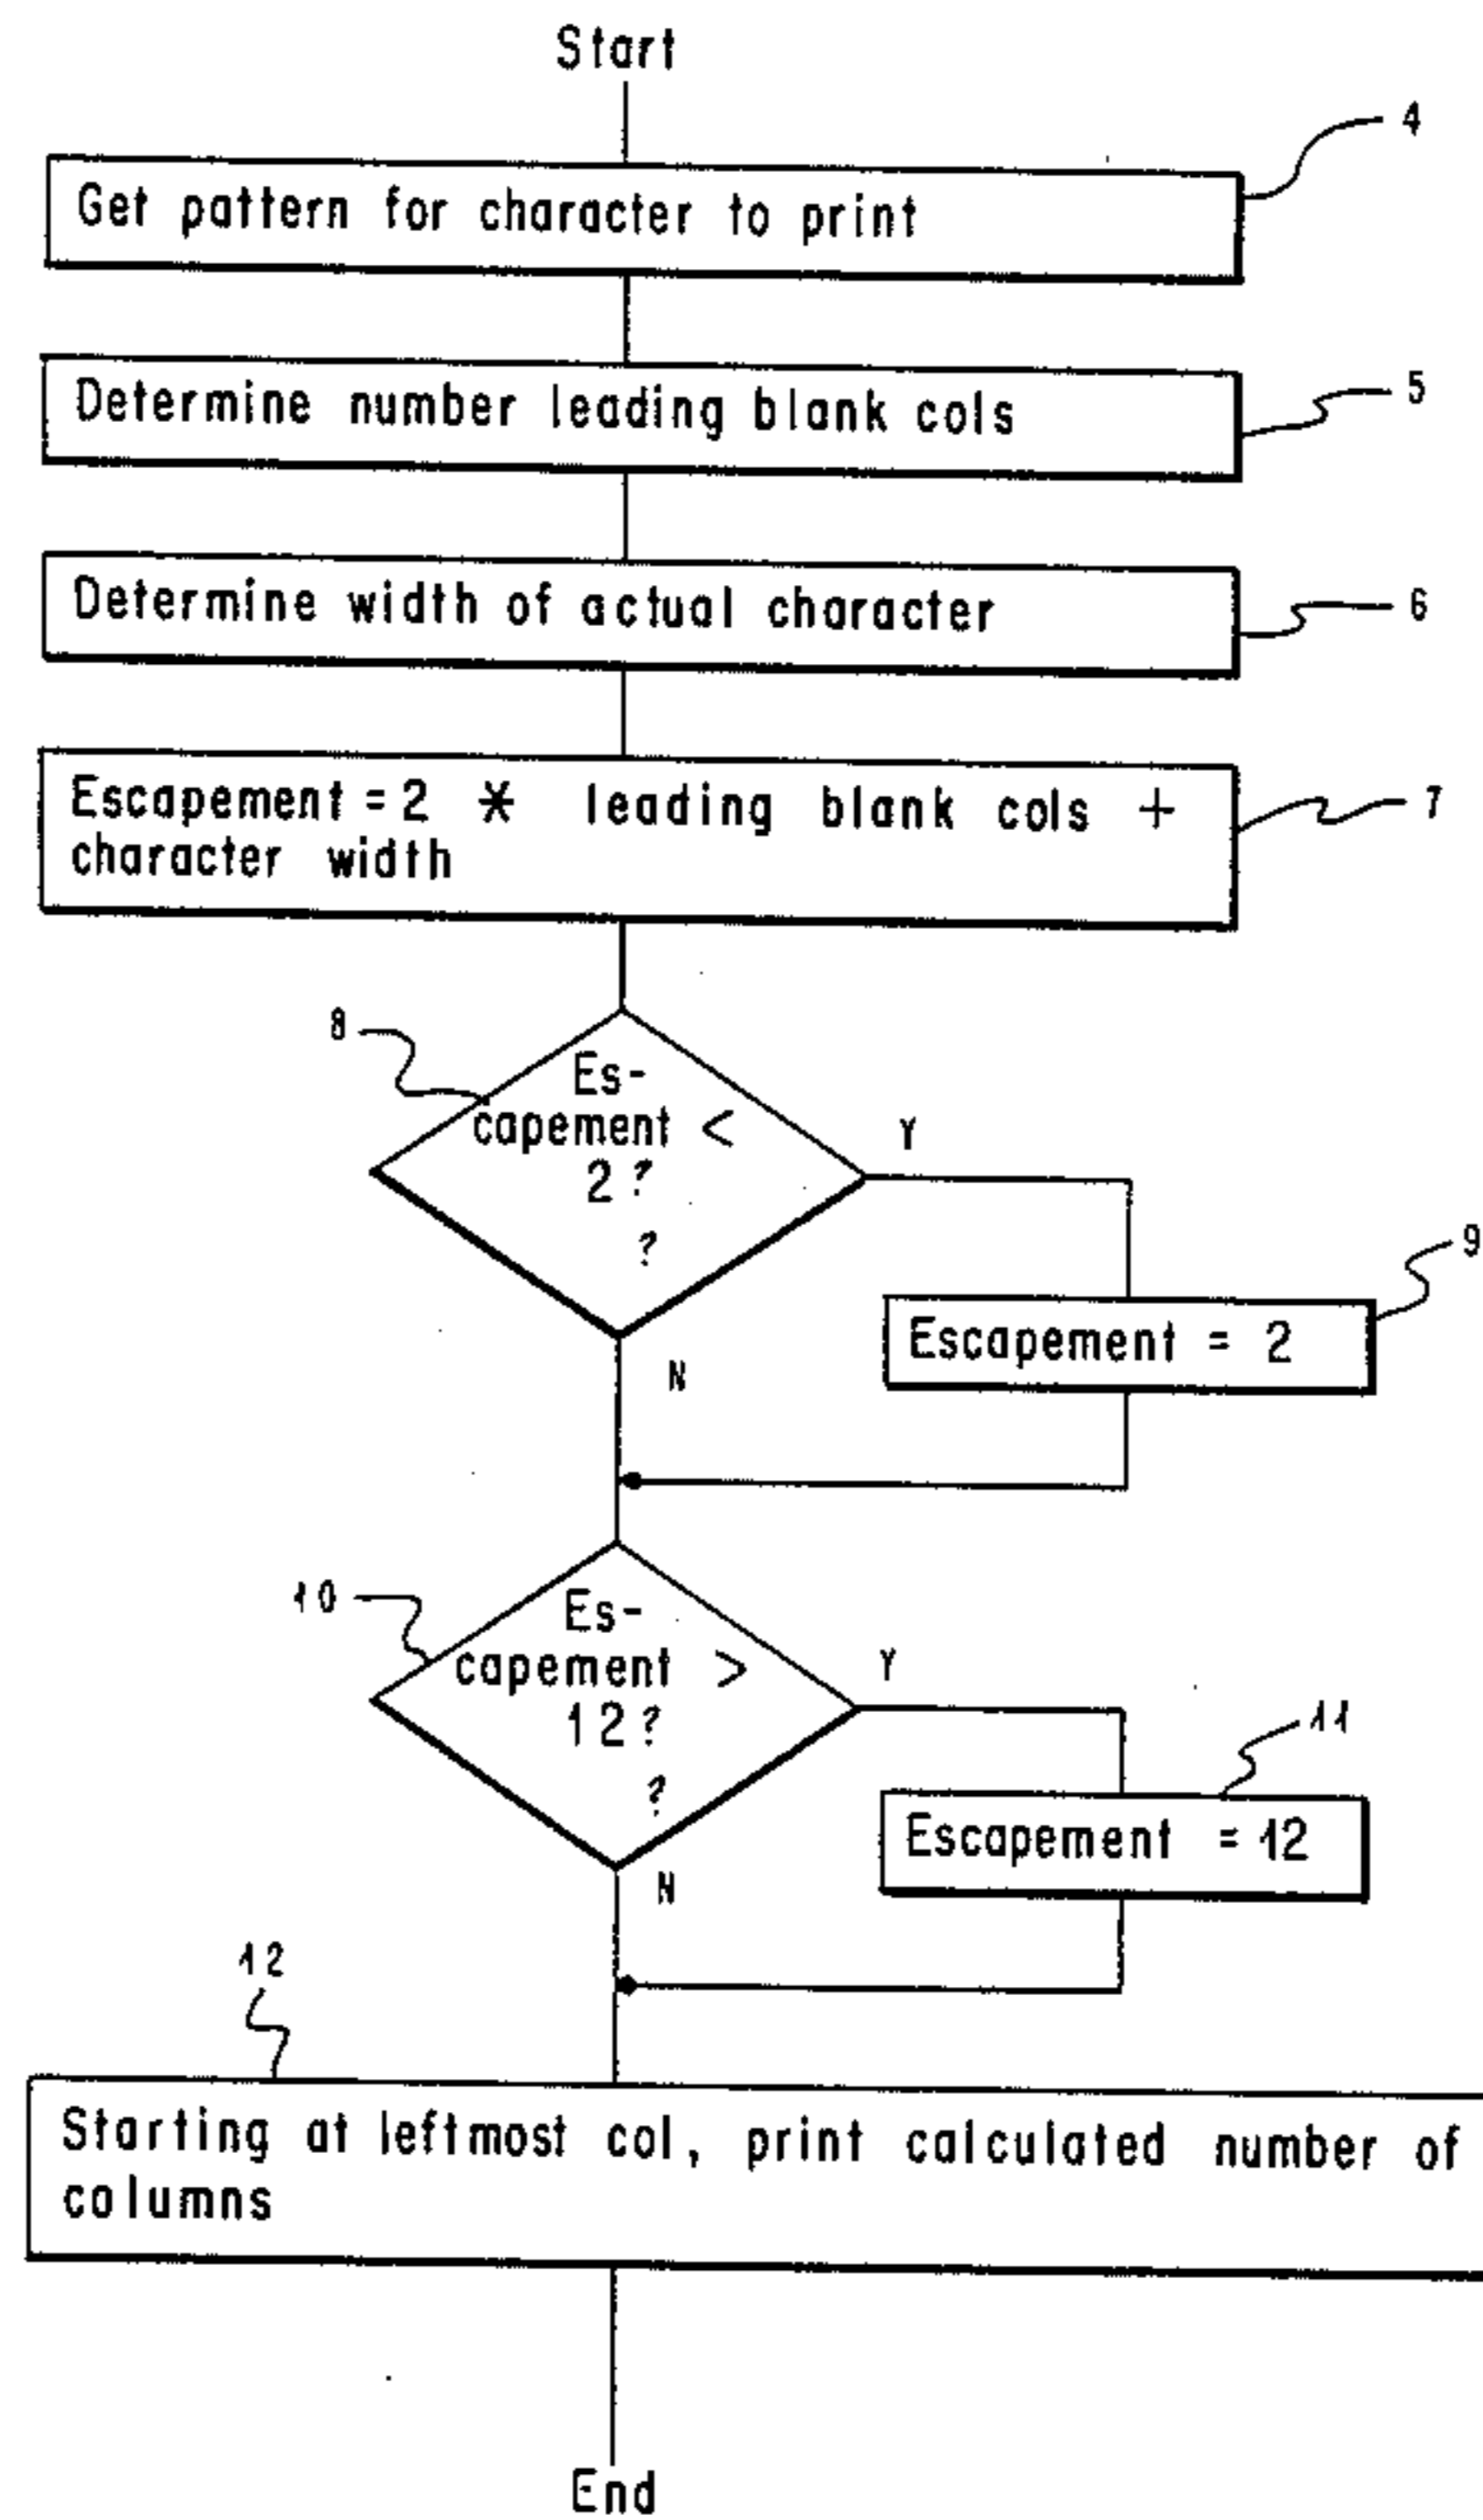 Start
4
Get pattern for character to print
5
Determine number leading blank cols
6
Determine width of actual character
7
Escapement = 2 * leading blank cols +
character width
8
Es-
capement <
2?
?
Y
9
Escapement = 2
N
10
Es-
capement >
12?
?
Y
11
Escapement = 12
N
12
Starting at leftmost col, print calculated number of
columns
End